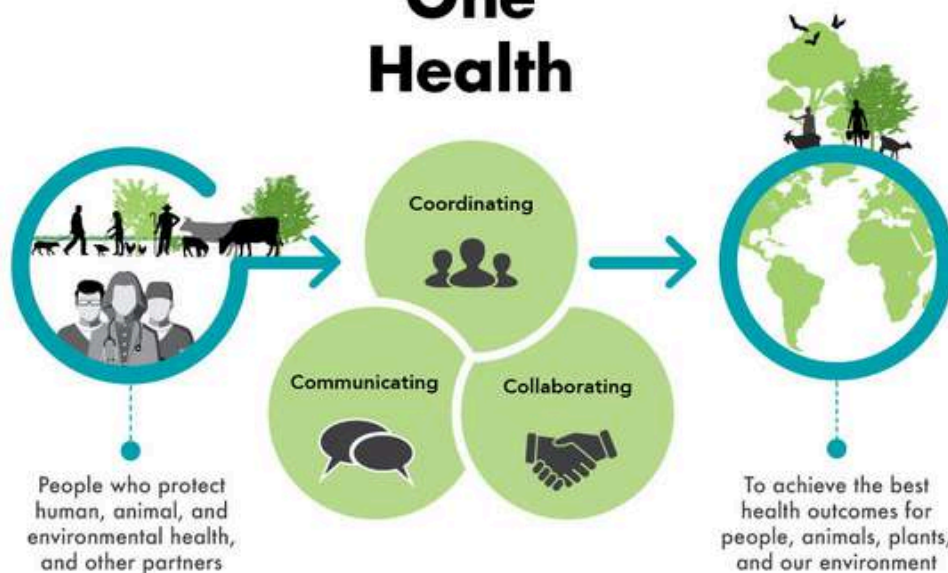 One
Health
Coordinating
Communicating
Collaborating
People who protect
human, animal, and
environmental health,
and other partners
To achieve the best
health outcomes for
people, animals, plants,
and our environment